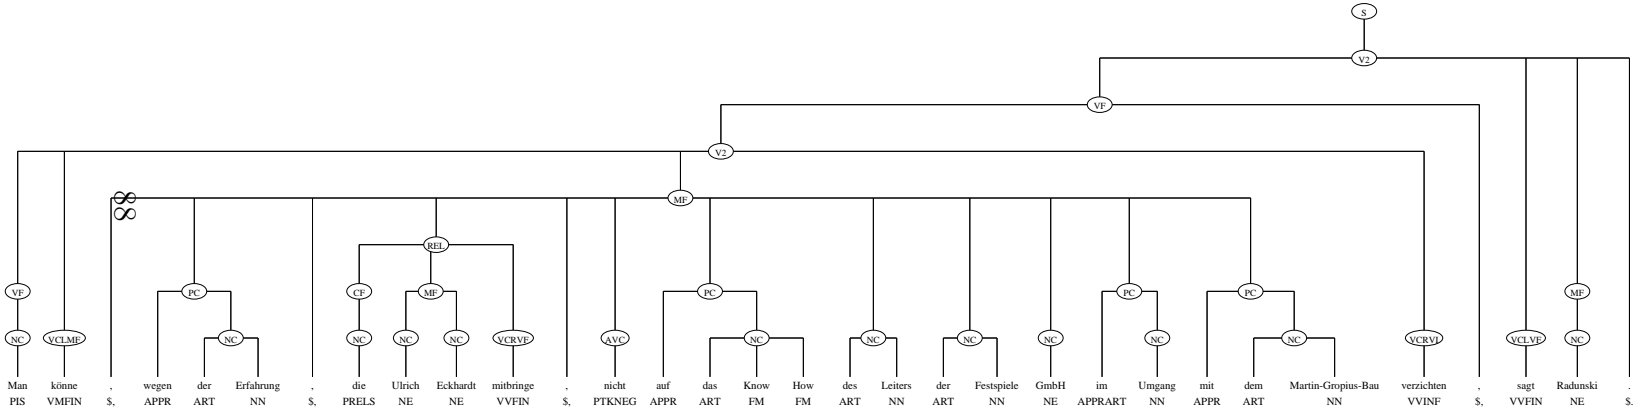 S
V2
VF
V2
∞ MF
∞
REL
VF PC CF MF PC PC PC MF
NC VCLMF NC NC NC NC VCRVF AVC NC NC NC NC NC NC VCRVI VCLVF NC
Man könne , wegen der Erfahrung , die Ulrich Eckhardt mitbringe , nicht auf das Know How des Leiters der Festspiele GmbH im Umgang mit dem Martin-Gropius-Bau verzichten , sagt Radunski .
PIS VMFIN $, APPR ART NN $, PRELS NE NE VVFIN $, PTKNEG APPR ART FM FM ART NN ART NN NE APPRART NN APPR ART NN VVINF $, VVFIN NE $.